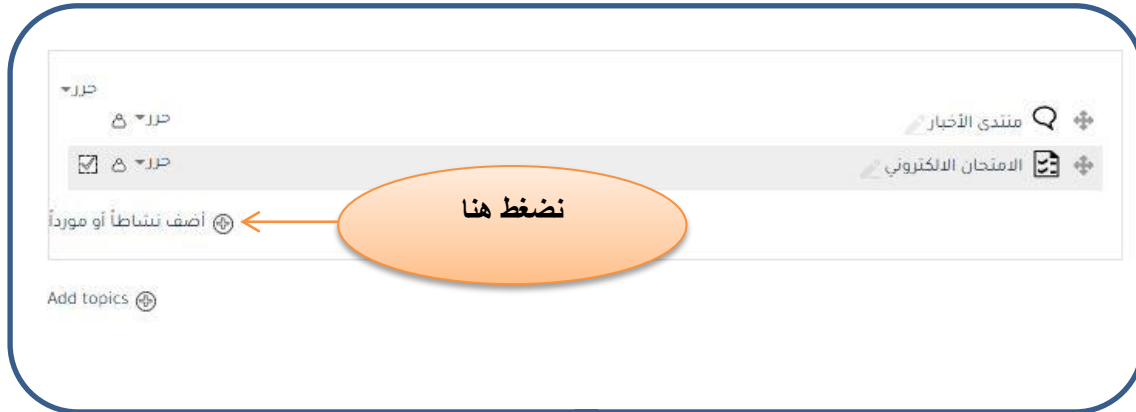 حرر
منتدى الأخبار حرر
الامتحان الالكتروني حرر
نضغط هنا
أضف نشاطاً أو مورداً
Add topics